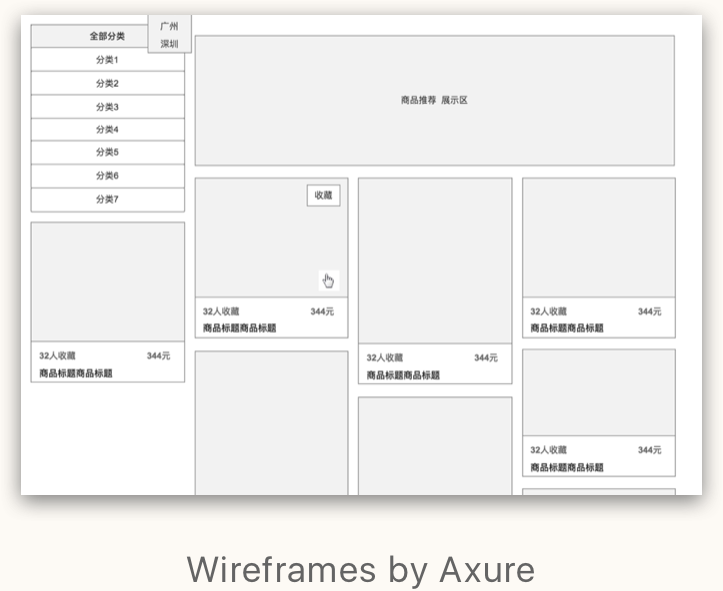 广州
深圳
全部分类
分类1
分类2
分类3
分类4
分类5
分类6
分类7
商品推荐 展示区
收藏
32人收藏 344元
商品标题商品标题
32人收藏 344元
商品标题商品标题
32人收藏 344元
商品标题商品标题
32人收藏 344元
商品标题商品标题
32人收藏 344元
商品标题商品标题
Wireframes by Axure